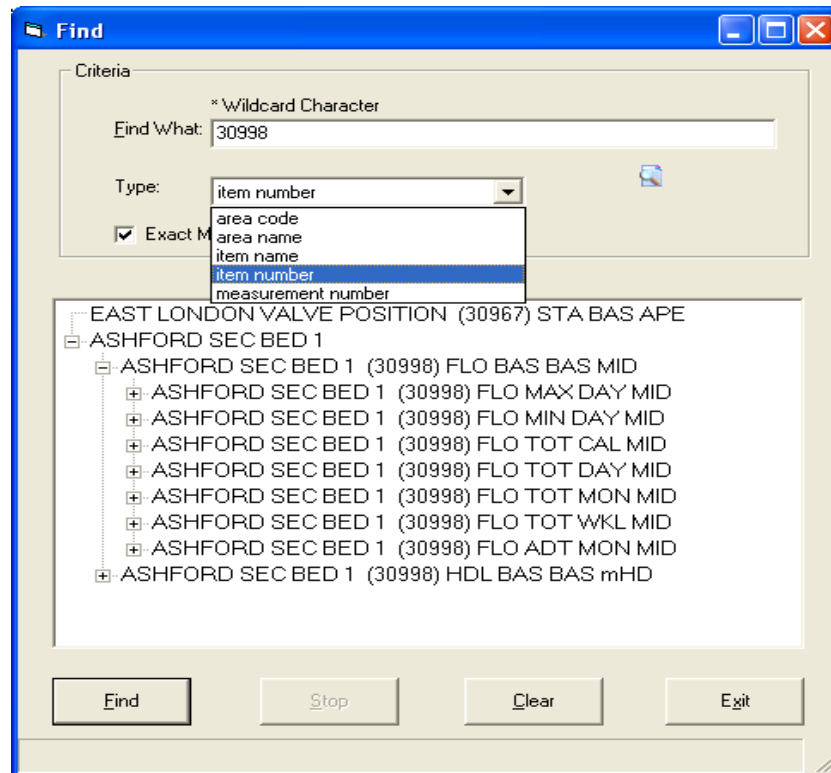 Find
Criteria
* Wildcard Character
Find What: 30998
Type: item number
area code
Exact M
area name
item name
item number
measurement number
EAST LONDON VALVE POSITION (30967) STA BAS APE
ASHFORD SEC BED 1
ASHFORD SEC BED 1 (30998) FLO BAS BAS MID
ASHFORD SEC BED 1 (30998) FLO MAX DAY MID
ASHFORD SEC BED 1 (30998) FLO MIN DAY MID
ASHFORD SEC BED 1 (30998) FLO TOT CAL MID
ASHFORD SEC BED 1 (30998) FLO TOT DAY MID
ASHFORD SEC BED 1 (30998) FLO TOT MON MID
ASHFORD SEC BED 1 (30998) FLO TOT WKL MID
ASHFORD SEC BED 1 (30998) FLO ADT MON MID
ASHFORD SEC BED 1 (30998) HDL BAS BAS mHD
Find Stop Clear Exit